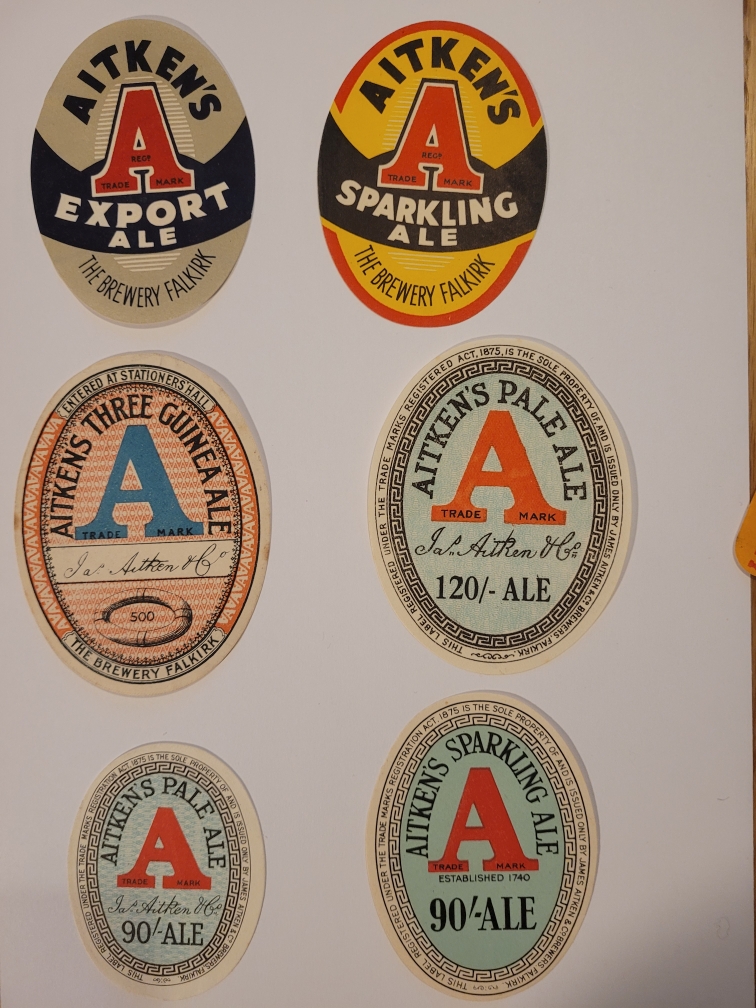 AITKEN'S
A
REGD
TRADE MARK
EXPORT
ALE
THE BREWERY FALKIRK
AITKEN'S
A
REGD
TRADE MARK
SPARKLING
ALE
THE BREWERY FALKIRK
ENTERED AT STATIONERS HALL
AITKENS THREE GUINEA ALE
A
TRADE MARK
Jas. Aitken & Co
500
THE BREWERY FALKIRK
THIS LABEL REGISTERED UNDER THE TRADE MARKS REGISTERED ACT, 1875, IS THE SOLE PROPERTY OF, AND IS ISSUED ONLY BY JAMES AITKEN & CO BREWERS FALKIRK
AITKEN'S PALE ALE
A
TRADE MARK
Jas. Aitken & Co.
120/- ALE
THIS LABEL REGISTERED UNDER THE TRADE MARKS REGISTRATION ACT, 1875 IS THE SOLE PROPERTY OF AND IS ISSUED ONLY BY JAMES AITKEN & CO BREWERS FALKIRK
AITKEN'S PALE ALE
A
TRADE MARK
Jas. Aitken & Co.
90/- ALE
THIS LABEL REGISTERED UNDER THE TRADE MARKS REGISTRATION ACT, 1875 IS THE SOLE PROPERTY OF AND IS ISSUED ONLY BY JAMES AITKEN & CO BREWERS FALKIRK
AITKEN'S SPARKLING ALE
A
TRADE MARK
ESTABLISHED 1740
90/- ALE